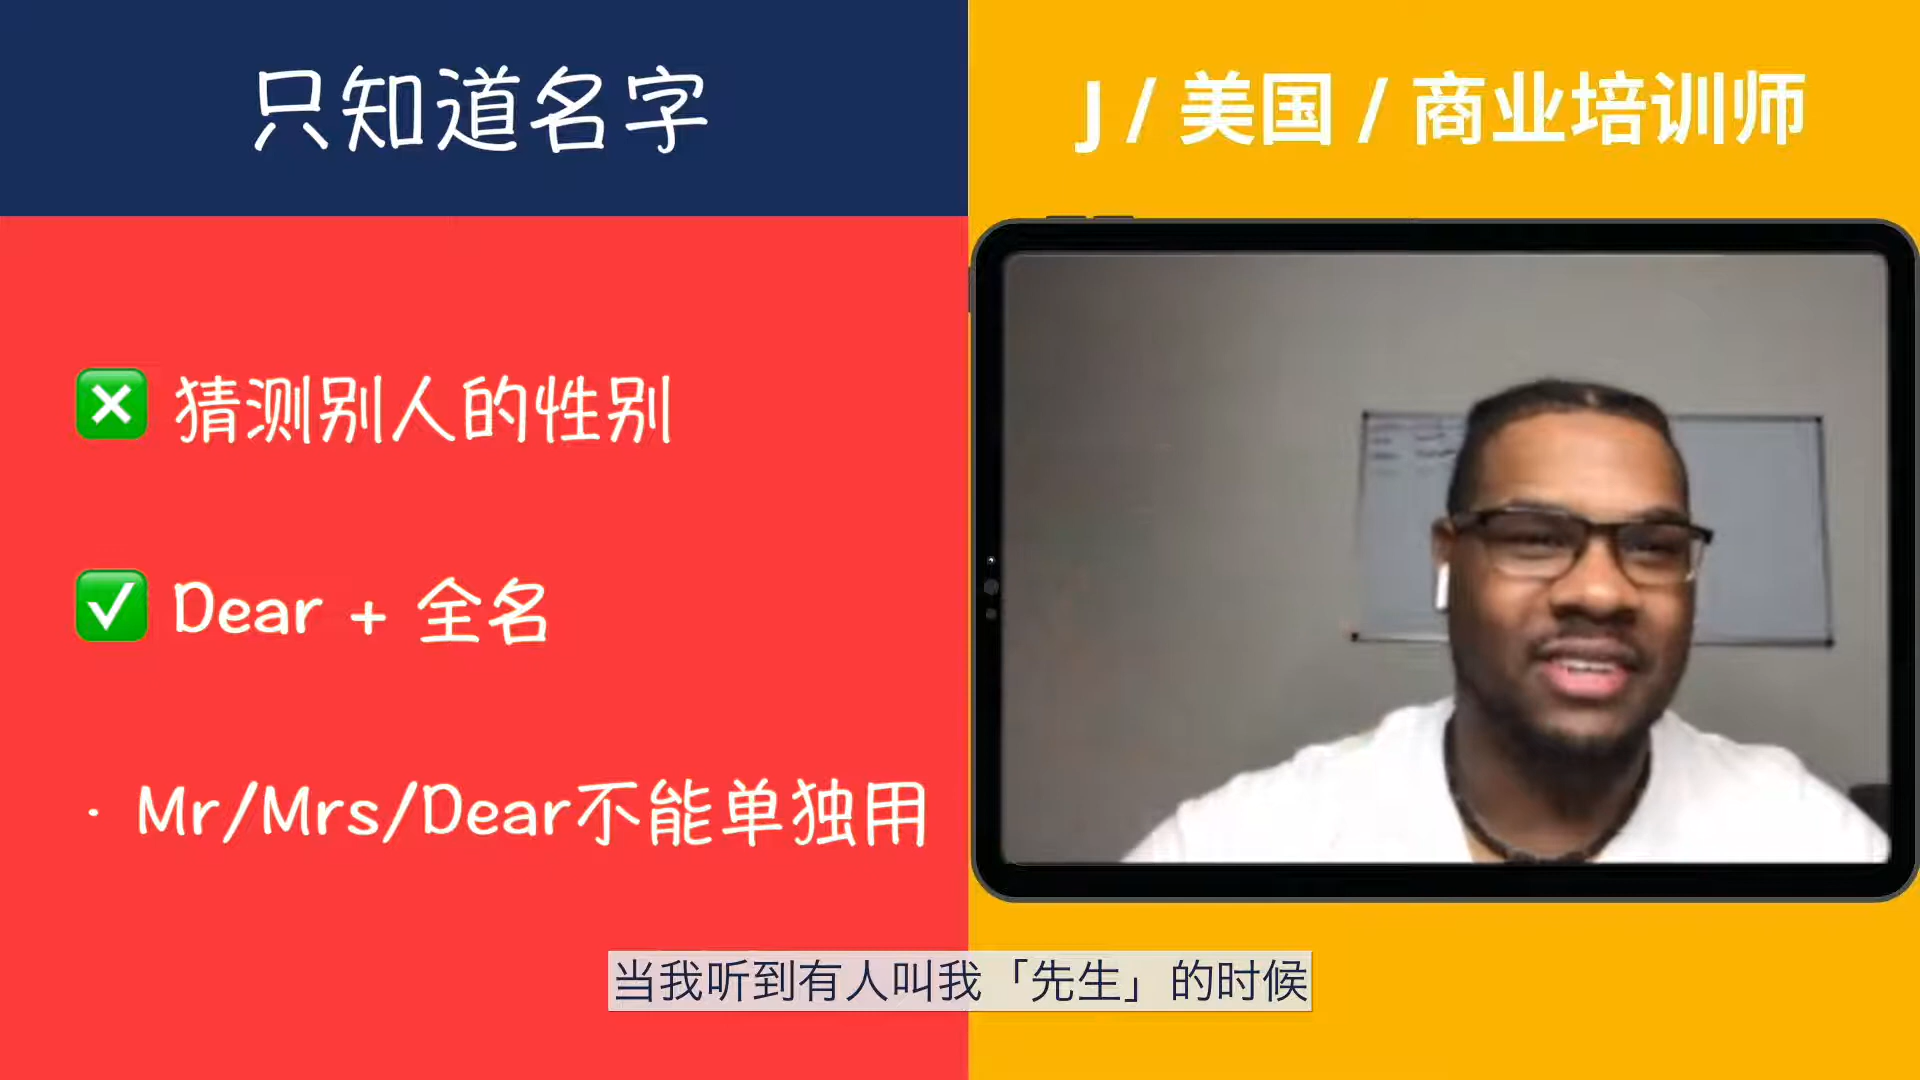 只知道名字
J / 美国 / 商业培训师
❎ 猜测别人的性别
✅ Dear + 全名
· Mr/Mrs/Dear不能单独用
当我听到有人叫我「先生」的时候